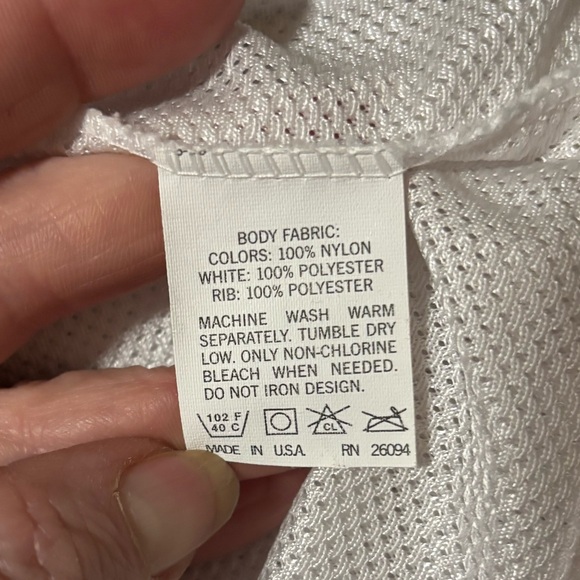 BODY FABRIC:
COLORS: 100% NYLON
WHITE: 100% POLYESTER
RIB: 100% POLYESTER
MACHINE WASH WARM
SEPARATELY. TUMBLE DRY
LOW. ONLY NON-CHLORINE
BLEACH WHEN NEEDED.
DO NOT IRON DESIGN.
102 F
40 C
CL
MADE IN U.S.A. RN 26094